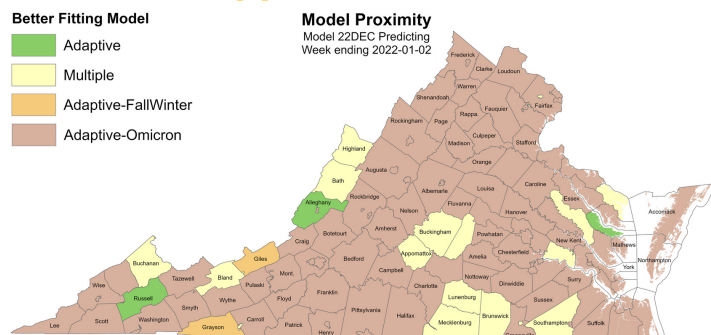 Better Fitting Model
Adaptive
Multiple
Adaptive-FallWinter
Adaptive-Omicron
Model Proximity
Model 22DEC Predicting
Week ending 2022-01-02
Frederick
Clarke
Loudoun
Warren
Shenandoah
Fauquier
Fairfax
Rockingham
Page
Rappa
Culpeper
Stafford
Madison
Highland
Orange
Augusta
Bath
Caroline
Essex
Albemarle
Louisa
Rockbridge
Alleghany
Fluvanna
Accomack
Nelson
Hanover
Buckingham
Amherst
Botetourt
Powhatan
New Kent
Mathews
Craig
Appomattox
Chesterfield
Amelia
Bedford
Giles
Northampton
Buchanan
York
Campbell
Mont.
Nottoway
Bland
Tazewell
Surry
Charlotte
Dinwiddie
Wise
Pulaski
Franklin
Russell
Wythe
Floyd
Lunenburg
Sussex
Smyth
Pittsylvania
Halifax
Brunswick
Scott
Washington
Carroll
Patrick
Mecklenburg
Southampton
Suffolk
Lee
Grayson
Henry